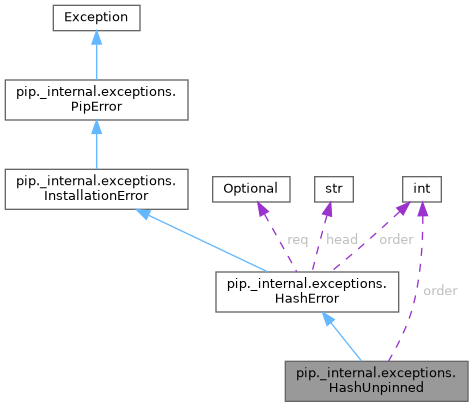 Exception
pip._internal.exceptions.
PipError
pip._internal.exceptions.
InstallationError
Optional
str
int
req
head
order
pip._internal.exceptions.
HashError
order
pip._internal.exceptions.
HashUnpinned